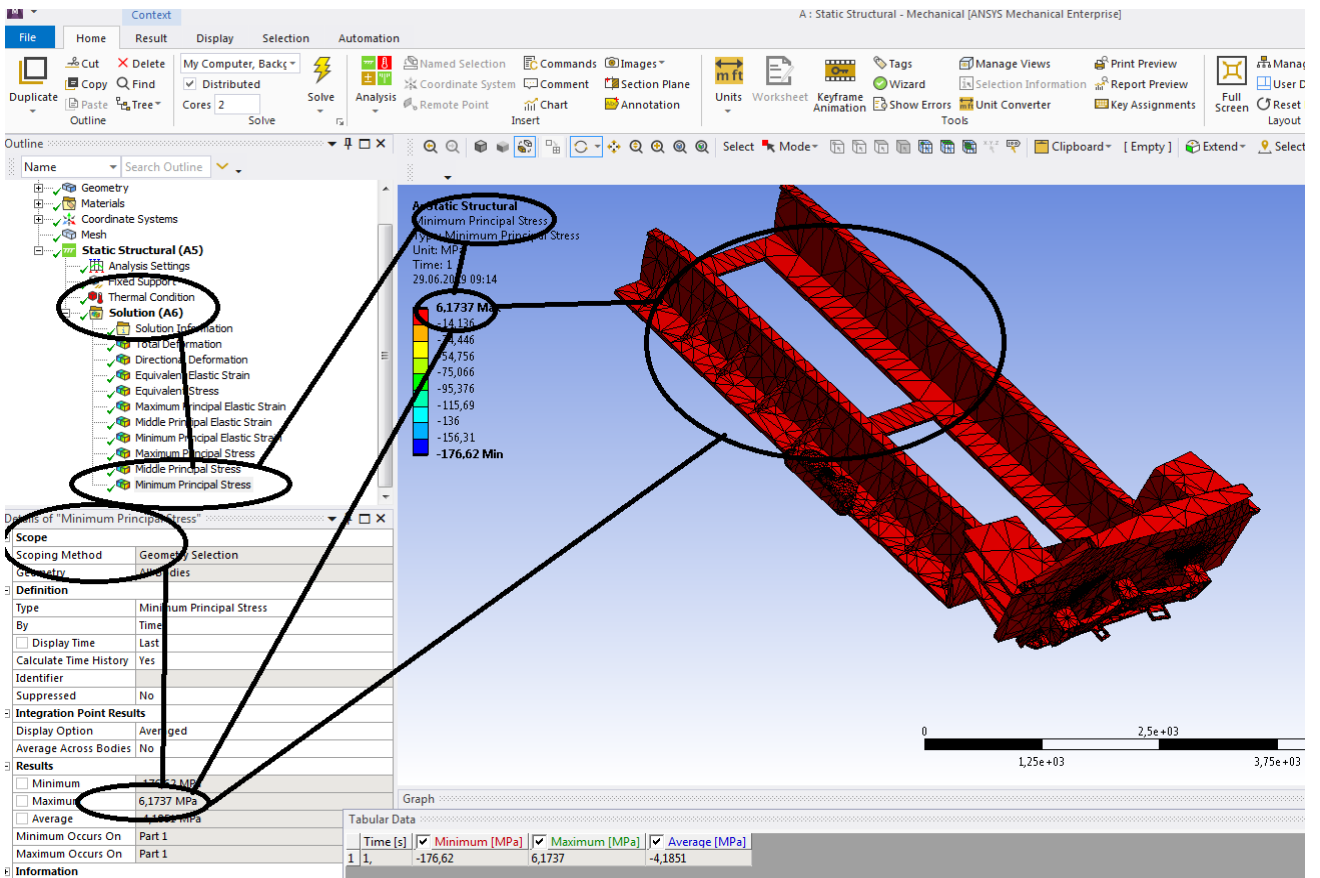 M
Context
A : Static Structural - Mechanical [ANSYS Mechanical Enterprise]
File Home Result Display Selection Automation
Cut Delete My Computer, Backg
Copy Find Distributed
Paste Tree Cores 2
Duplicate Solve Analysis
Outline Solve
Named Selection Commands Images
Coordinate System Comment Section Plane
Remote Point Chart Annotation
Insert
Units Worksheet Keyframe Animation
Tags Manage Views Print Preview
Wizard Selection Information Report Preview
Show Errors Unit Converter Key Assignments
Tools
Full Screen
Manag
User D
Reset
Layout
Outline
Name Search Outline
Select Mode Clipboard [ Empty ] Extend Select
Geometry
Materials
Coordinate Systems
Mesh
Static Structural (A5)
Analysis Settings
Fixed Support
Thermal Condition
Solution (A6)
Solution Information
Total Deformation
Directional Deformation
Equivalent Elastic Strain
Equivalent Stress
Maximum Principal Elastic Strain
Middle Principal Elastic Strain
Minimum Principal Elastic Strain
Maximum Principal Stress
Middle Principal Stress
Minimum Principal Stress
A: Static Structural
Minimum Principal Stress
Type: Minimum Principal Stress
Unit: MPa
Time: 1
29.06.2019 09:14
6,1737 Max
-14,136
-34,446
-54,756
-75,066
-95,376
-115,69
-136
-156,31
-176,62 Min
0 2,5e+03
1,25e+03 3,75e+03
Details of "Minimum Principal Stress"
Scope
Scoping Method Geometry Selection
Geometry All Bodies
Definition
Type Minimum Principal Stress
By Time
Display Time Last
Calculate Time History Yes
Identifier
Suppressed No
Integration Point Results
Display Option Averaged
Average Across Bodies No
Results
Minimum -176,62 MPa
Maximum 6,1737 MPa
Average -4,1851 MPa
Minimum Occurs On Part 1
Maximum Occurs On Part 1
Information
Graph
Tabular Data
Time [s] Minimum [MPa] Maximum [MPa] Average [MPa]
1 1, -176,62 6,1737 -4,1851